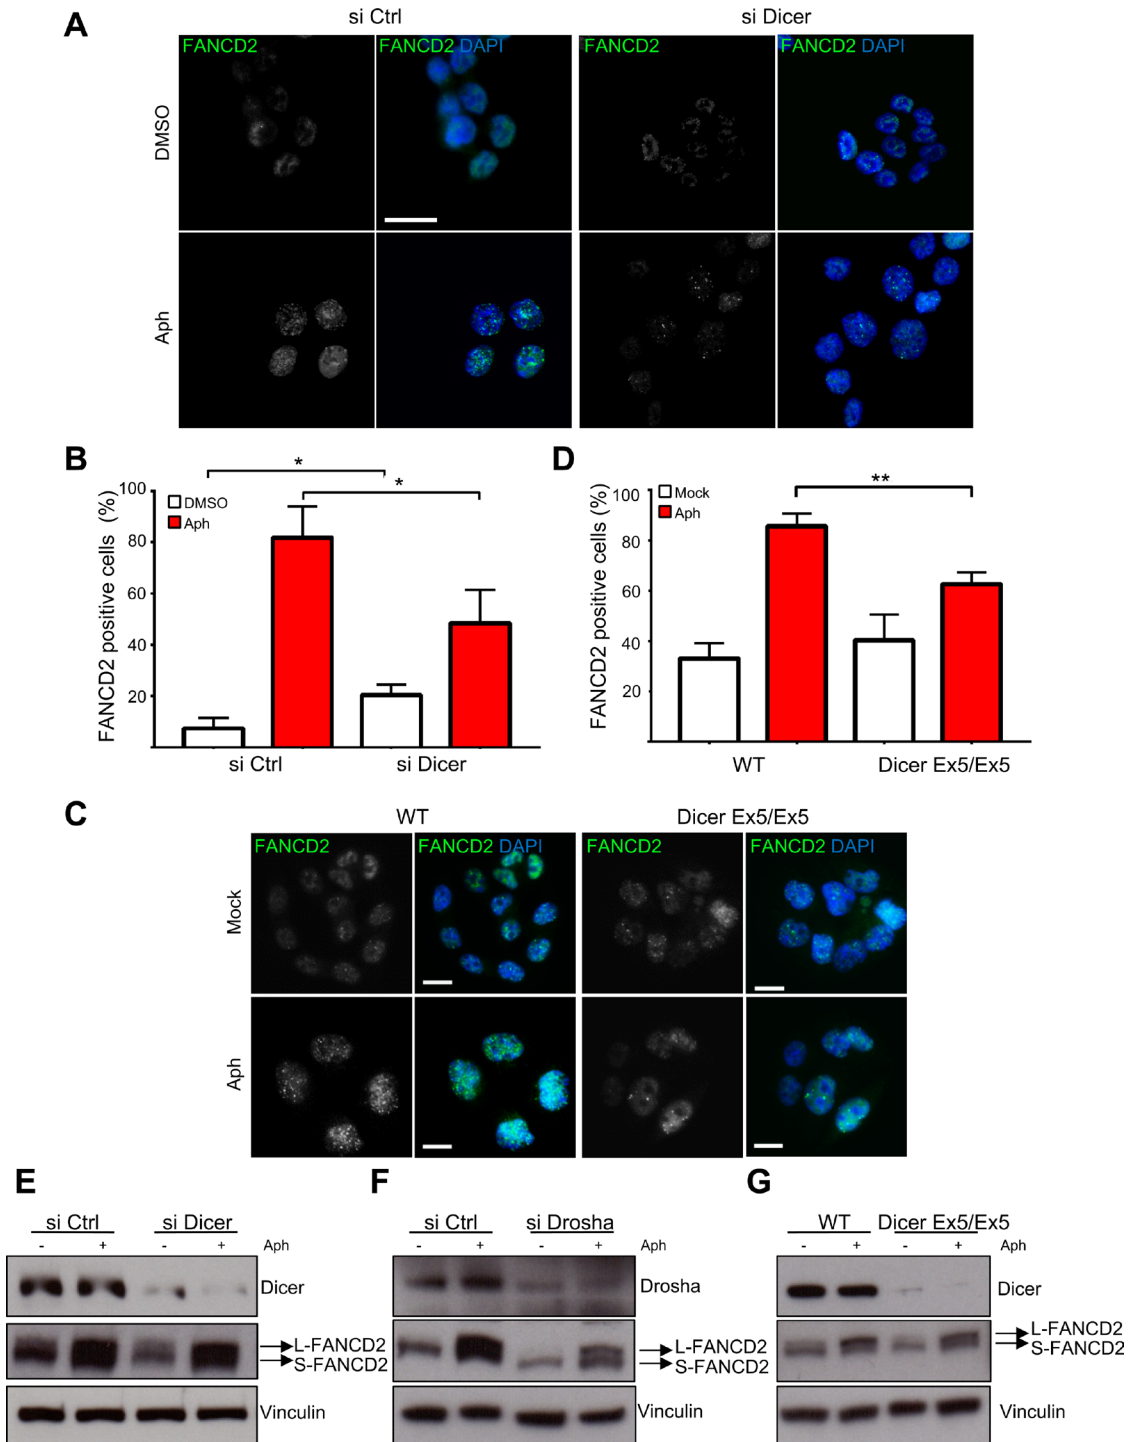 A
si Ctrl
si Dicer
FANCD2
FANCD2 DAPI
FANCD2
FANCD2 DAPI
DMSO
Aph
B
FANCD2 positive cells (%)
100
80
60
40
20
DMSO
Aph
*
*
si Ctrl
si Dicer
D
FANCD2 positive cells (%)
100
80
60
40
20
Mock
Aph
**
WT
Dicer Ex5/Ex5
C
WT
Dicer Ex5/Ex5
FANCD2
FANCD2 DAPI
FANCD2
FANCD2 DAPI
Mock
Aph
E
si Ctrl
si Dicer
- + - + Aph
Dicer
L-FANCD2
S-FANCD2
Vinculin
F
si Ctrl
si Drosha
- + - + Aph
Drosha
L-FANCD2
S-FANCD2
Vinculin
G
WT
Dicer Ex5/Ex5
- + - + Aph
Dicer
L-FANCD2
S-FANCD2
Vinculin